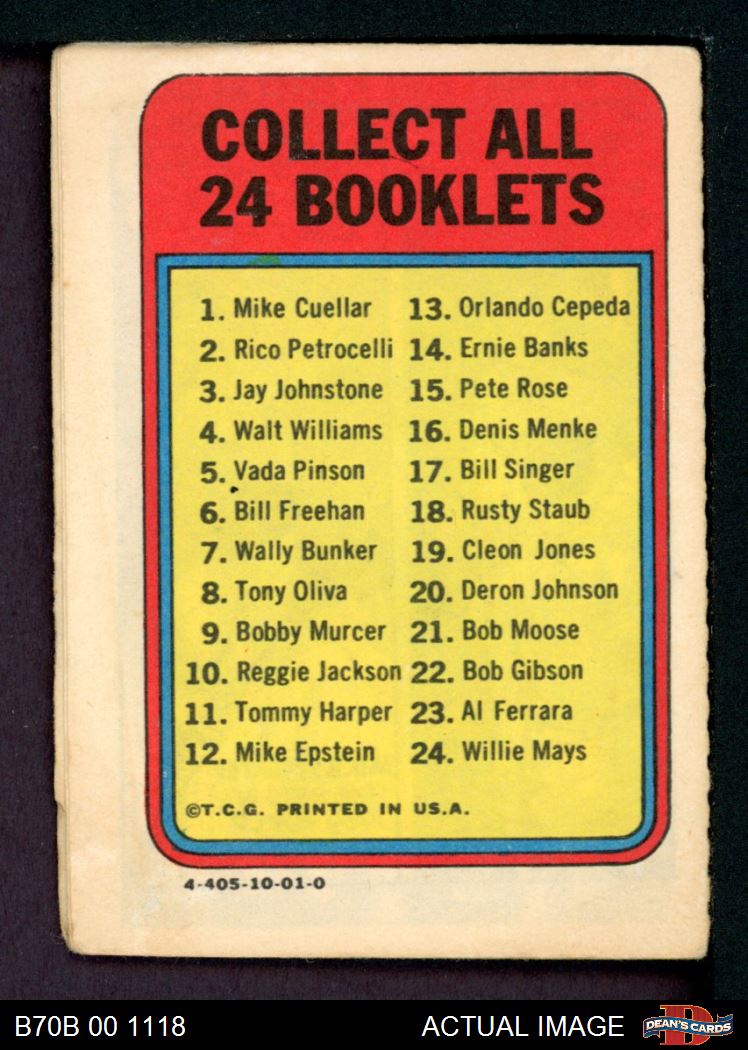 COLLECT ALL
24 BOOKLETS
1. Mike Cuellar
2. Rico Petrocelli
3. Jay Johnstone
4. Walt Williams
5. Vada Pinson
6. Bill Freehan
7. Wally Bunker
8. Tony Oliva
9. Bobby Murcer
10. Reggie Jackson
11. Tommy Harper
12. Mike Epstein
13. Orlando Cepeda
14. Ernie Banks
15. Pete Rose
16. Denis Menke
17. Bill Singer
18. Rusty Staub
19. Cleon Jones
20. Deron Johnson
21. Bob Moose
22. Bob Gibson
23. Al Ferrara
24. Willie Mays
©T.C.G. PRINTED IN U.S.A.
4-405-10-01-0
B70B 00 1118
ACTUAL IMAGE
D
DEAN'S CARDS